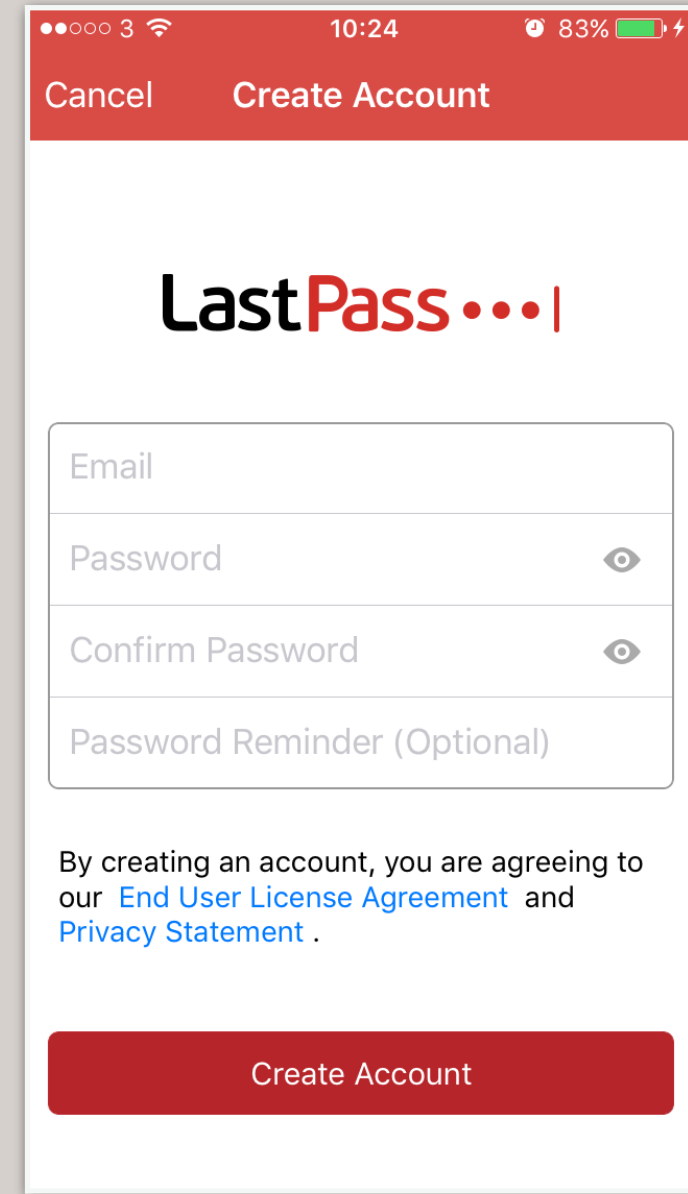 3 10:24 83%
Cancel Create Account
LastPass
Email
Password
Confirm Password
Password Reminder (Optional)
By creating an account, you are agreeing to
our End User License Agreement and
Privacy Statement .
Create Account